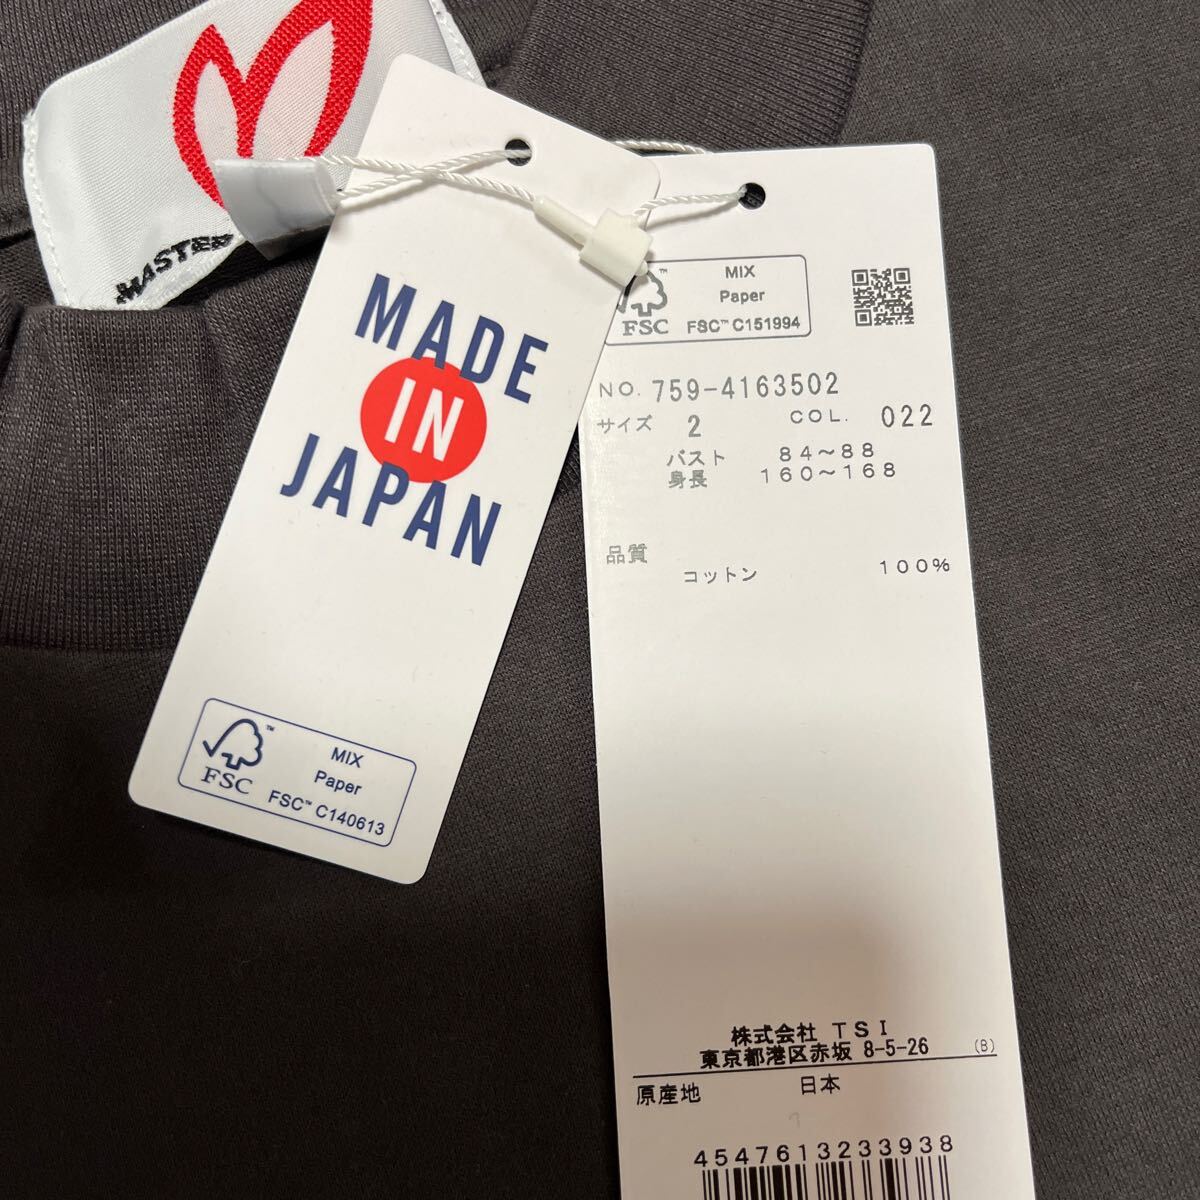 MASTER
MADE
IN
JAPAN
FSC
MIX
Paper
FSC™ C140613
FSC
MIX
Paper
FSC™ C151994
NO. 759-4163502
サイズ 2 COL. 022
バスト 84～88
身長 160～168
品質
コットン 100%
株式会社 TSI
東京都港区赤坂 8-5-26 (B)
原産地 日本
4547613233938